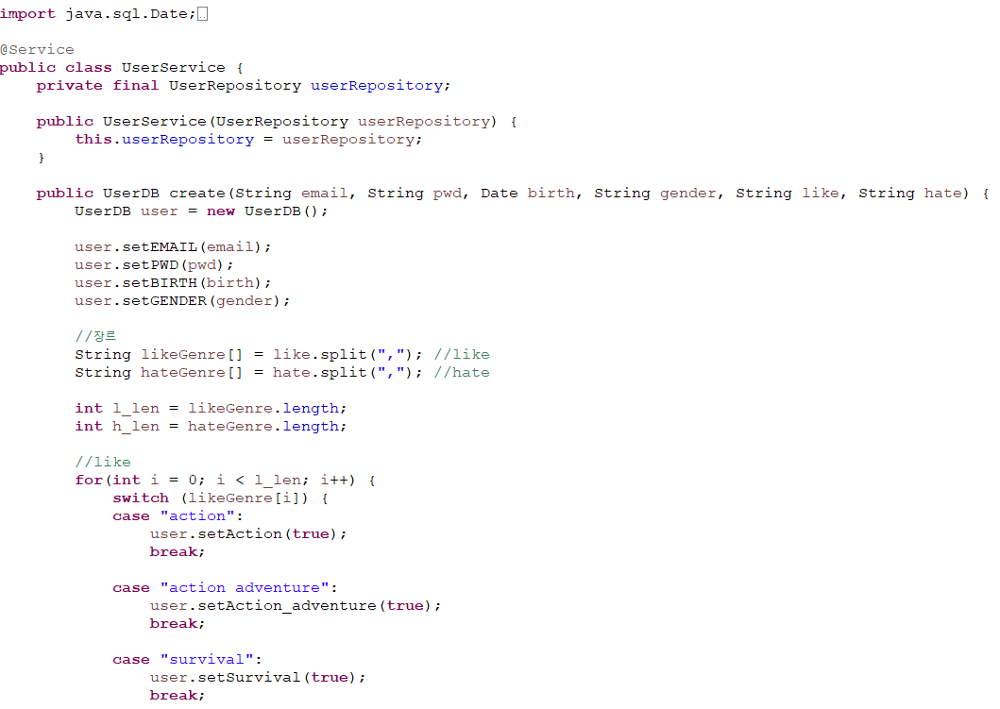 import java.sql.Date;
@Service
public class UserService {
private final UserRepository userRepository;
public UserService(UserRepository userRepository) {
this.userRepository = userRepository;
}
public UserDB create(String email, String pwd, Date birth, String gender, String like, String hate) {
UserDB user = new UserDB();
user.setEMAIL(email);
user.setPWD(pwd);
user.setBIRTH(birth);
user.setGENDER(gender);
//장르
String likeGenre[] = like.split(","); //like
String hateGenre[] = hate.split(","); //hate
int l_len = likeGenre.length;
int h_len = hateGenre.length;
//like
for(int i = 0; i < l_len; i++) {
switch (likeGenre[i]) {
case "action":
user.setAction(true);
break;
case "action adventure":
user.setAction_adventure(true);
break;
case "survival":
user.setSurvival(true);
break;